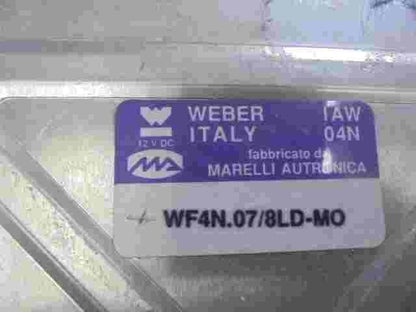 WEBER IAW
ITALY 04N
12 V DC
fabbricato da
MARELLI AUTRONICA
WF4N.07/8LD-MO